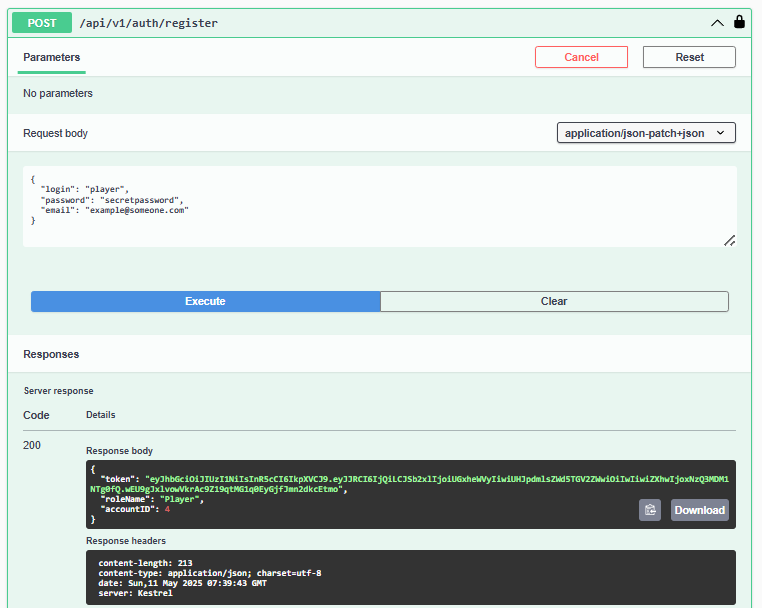 POST /api/v1/auth/register
Parameters
Cancel
Reset
No parameters
Request body
application/json-patch+json
{
"login": "player",
"password": "secretpassword",
"email": "example@someone.com"
}
Execute
Clear
Responses
Server response
Code Details
200
Response body
{
"token": "eyJhbGciOiJIUzI1NiIsInR5cCI6IkpXVCJ9.eyJJRCI6IjQiLCJSb2xlIjoiUGxheWVyIiwiUHJpdmlsZWd5TGV2ZWwiOiIwIiwiZXhwIjoxNzQ3MDM1
NTg0fQ.wEU9gJxlvowVkrAc9Z19qtMG1q0EyGjfJmn2dkcEtmo",
"roleName": "Player",
"accountID": 4
}
Download
Response headers
content-length: 213
content-type: application/json; charset=utf-8
date: Sun,11 May 2025 07:39:43 GMT
server: Kestrel